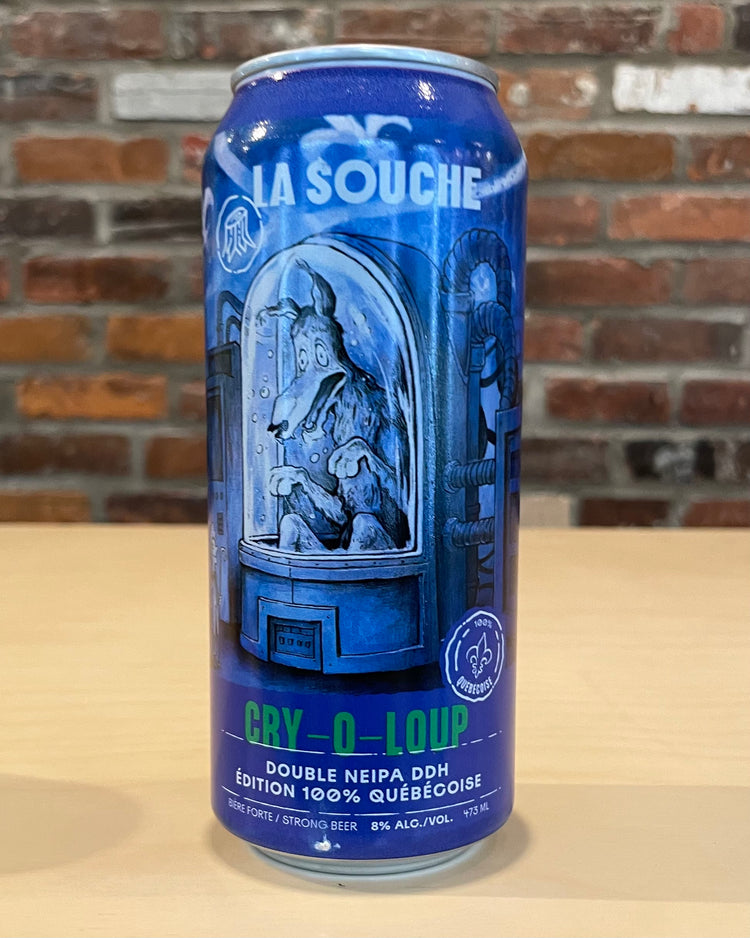 LA SOUCHE
100%
QUÉBÉCOISE
CRY-O-LOUP
DOUBLE NEIPA DDH
ÉDITION 100% QUÉBÉCOISE
BIÈRE FORTE / STRONG BEER 8% ALC./VOL. 473 ML